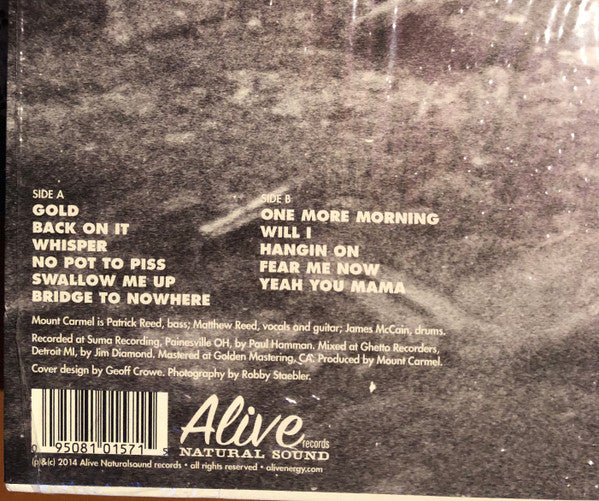 SIDE A
GOLD
BACK ON IT
WHISPER
NO POT TO PISS
SWALLOW ME UP
BRIDGE TO NOWHERE
SIDE B
ONE MORE MORNING
WILL I
HANGIN ON
FEAR ME NOW
YEAH YOU MAMA
Mount Carmel is Patrick Reed, bass; Matthew Reed, vocals and guitar; James McCain, drums.
Recorded at Suma Recording, Painesville OH, by Paul Hamman. Mixed at Ghetto Recorders,
Detroit MI, by Jim Diamond. Mastered at Golden Mastering, CA. Produced by Mount Carmel.
Cover design by Geoff Crowe. Photography by Robby Staebler.
Alive
records
NATURAL SOUND
95081 01571
(p)&(c) 2014 Alive Naturalsound records • all rights reserved • alivenergy.com